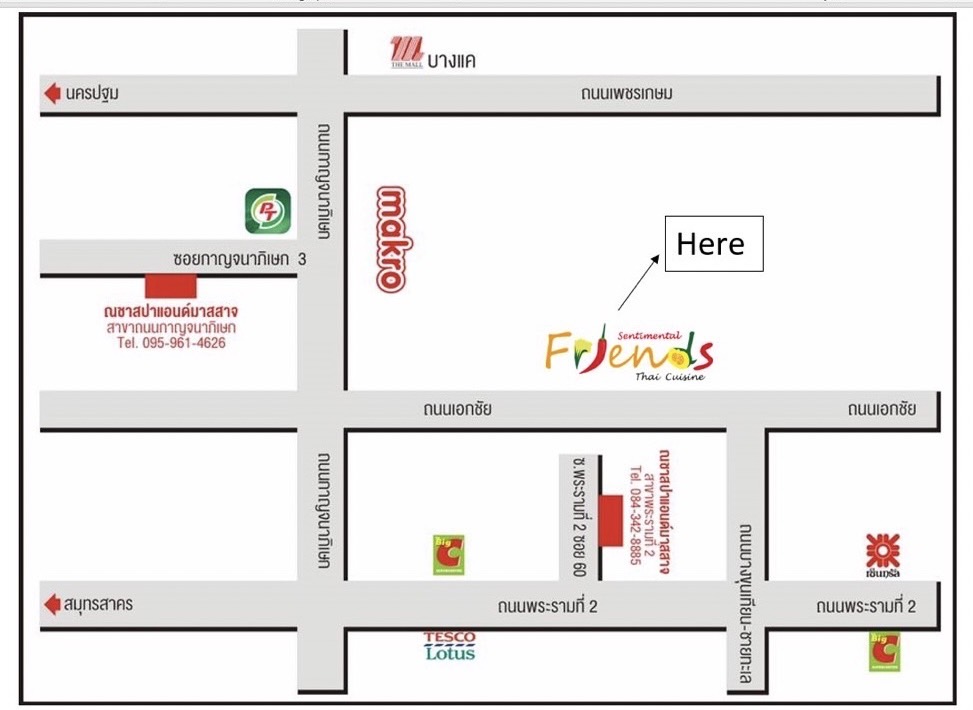 THE MALL บางแค
นครปฐม
ถนนเพชรเกษม
ถนนกาญจนาภิเษก
PT
makro
Here
ซอยกาญจนาภิเษก 3
ณชาสปาแอนด์มาสสาจ
สาขาถนนกาญจนาภิเษก
Tel. 095-961-4626
Sentimental
Friends
Thai Cuisine
ถนนเอกชัย
ถนนเอกชัย
ถนนกาญจนาภิเษก
Big
C
ซ.พระรามที่ 2 ซอย 60
ณชาสปาแอนด์มาสสาจ
สาขาพระรามที่ 2
Tel. 084-342-8885
ถนนบางขุนเทียน-ชายทะเล
เซ็นทรัล
สมุทรสาคร
ถนนพระรามที่ 2
ถนนพระรามที่ 2
TESCO
Lotus
Big
C